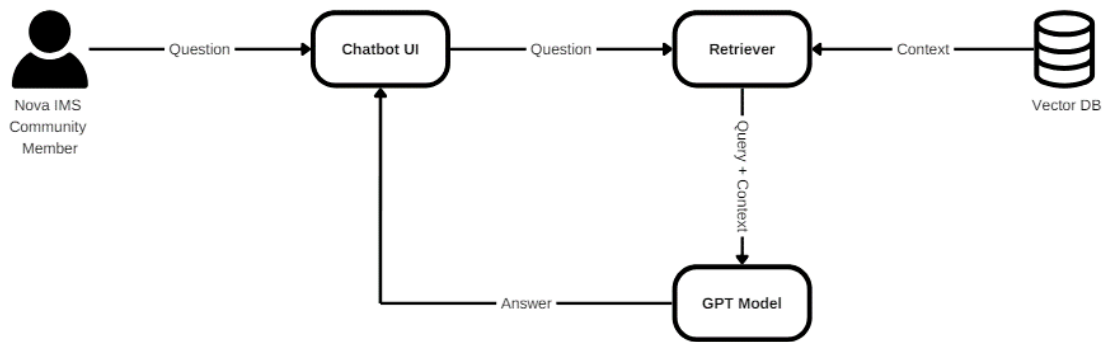 Question
Chatbot UI
Question
Retriever
Context
Nova IMS
Community
Member
Vector DB
Query + Context
Answer
GPT Model